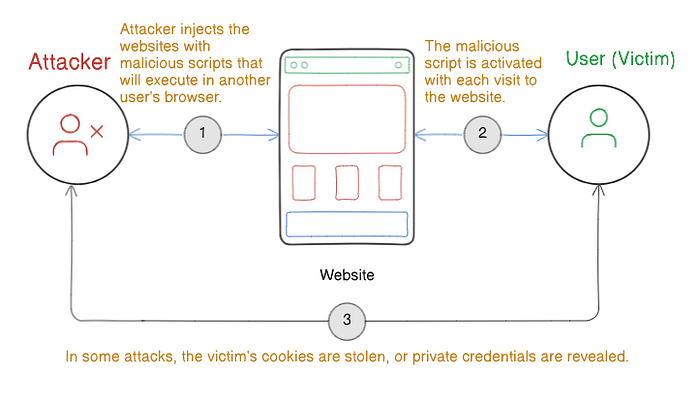 Attacker
Attacker injects the
websites with
malicious scripts that
will execute in another
user's browser.
The malicious
script is activated
with each visit to
the website.
User (Victim)
1
2
Website
3
In some attacks, the victim's cookies are stolen, or private credentials are revealed.